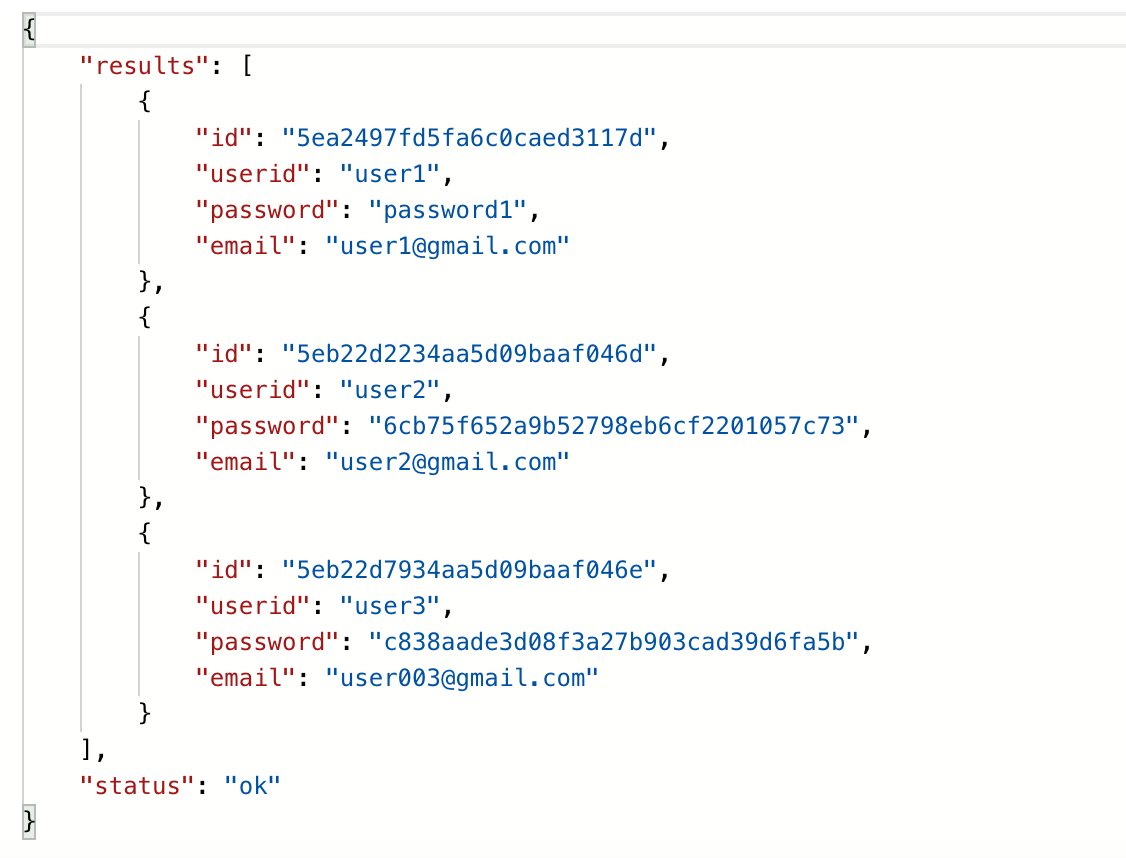 {
    "results": [
        {
            "id": "5ea2497fd5fa6c0caed3117d",
            "userid": "user1",
            "password": "password1",
            "email": "user1@gmail.com"
        },
        {
            "id": "5eb22d2234aa5d09baaf046d",
            "userid": "user2",
            "password": "6cb75f652a9b52798eb6cf2201057c73",
            "email": "user2@gmail.com"
        },
        {
            "id": "5eb22d7934aa5d09baaf046e",
            "userid": "user3",
            "password": "c838aade3d08f3a27b903cad39d6fa5b",
            "email": "user003@gmail.com"
        }
    ],
    "status": "ok"
}